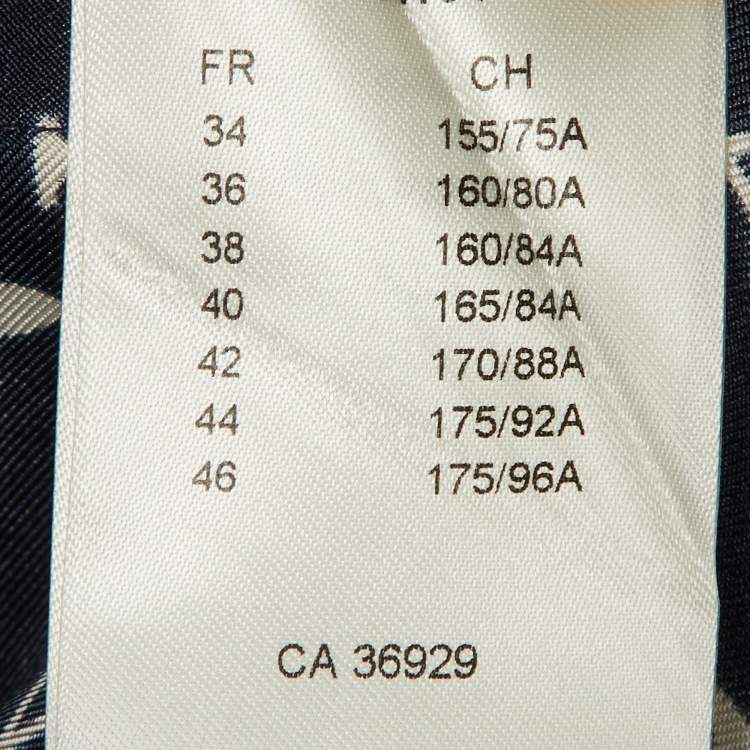 FR CH
34 155/75A
36 160/80A
38 160/84A
40 165/84A
42 170/88A
44 175/92A
46 175/96A
CA 36929